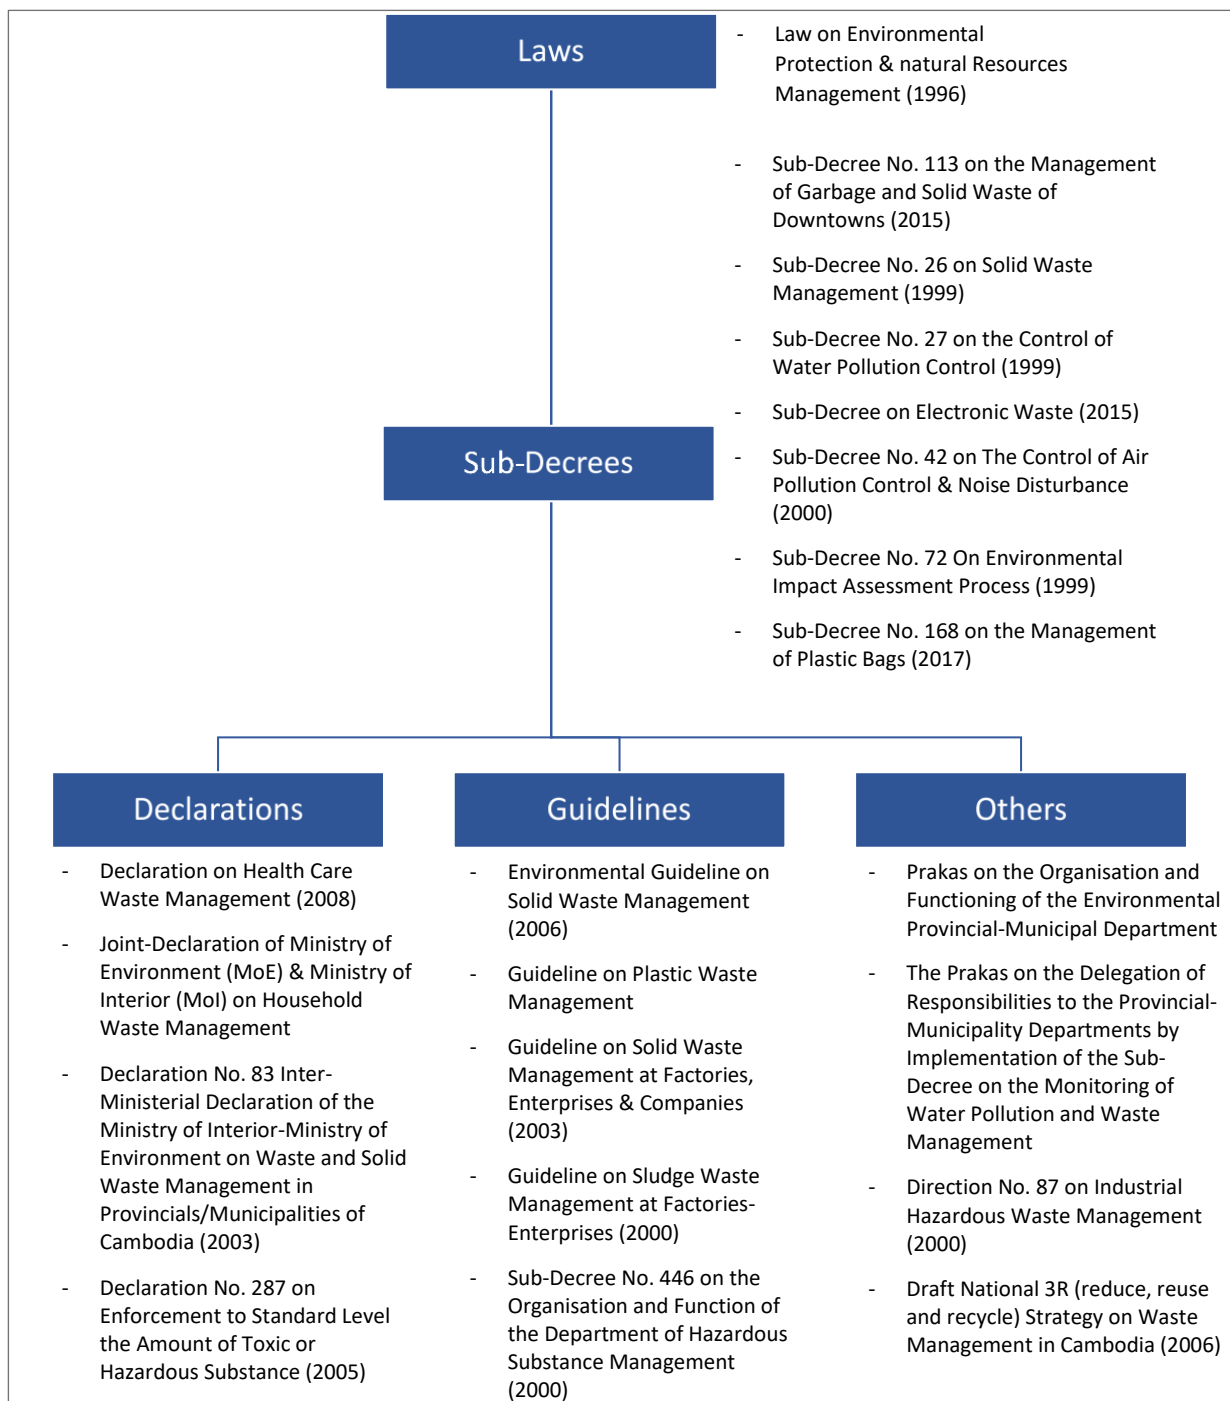 Laws
- Law on Environmental
Protection & natural Resources
Management (1996)
- Sub-Decree No. 113 on the Management
of Garbage and Solid Waste of
Downtowns (2015)
- Sub-Decree No. 26 on Solid Waste
Management (1999)
- Sub-Decree No. 27 on the Control of
Water Pollution Control (1999)
- Sub-Decree on Electronic Waste (2015)
Sub-Decrees
- Sub-Decree No. 42 on The Control of Air
Pollution Control & Noise Disturbance
(2000)
- Sub-Decree No. 72 On Environmental
Impact Assessment Process (1999)
- Sub-Decree No. 168 on the Management
of Plastic Bags (2017)
Declarations
- Declaration on Health Care
Waste Management (2008)
- Joint-Declaration of Ministry of
Environment (MoE) & Ministry of
Interior (MoI) on Household
Waste Management
- Declaration No. 83 Inter-
Ministerial Declaration of the
Ministry of Interior-Ministry of
Environment on Waste and Solid
Waste Management in
Provincials/Municipalities of
Cambodia (2003)
- Declaration No. 287 on
Enforcement to Standard Level
the Amount of Toxic or
Hazardous Substance (2005)
Guidelines
- Environmental Guideline on
Solid Waste Management
(2006)
- Guideline on Plastic Waste
Management
- Guideline on Solid Waste
Management at Factories,
Enterprises & Companies
(2003)
- Guideline on Sludge Waste
Management at Factories-
Enterprises (2000)
- Sub-Decree No. 446 on the
Organisation and Function of
the Department of Hazardous
Substance Management
(2000)
Others
- Prakas on the Organisation and
Functioning of the Environmental
Provincial-Municipal Department
- The Prakas on the Delegation of
Responsibilities to the Provincial-
Municipality Departments by
Implementation of the Sub-
Decree on the Monitoring of
Water Pollution and Waste
Management
- Direction No. 87 on Industrial
Hazardous Waste Management
(2000)
- Draft National 3R (reduce, reuse
and recycle) Strategy on Waste
Management in Cambodia (2006)